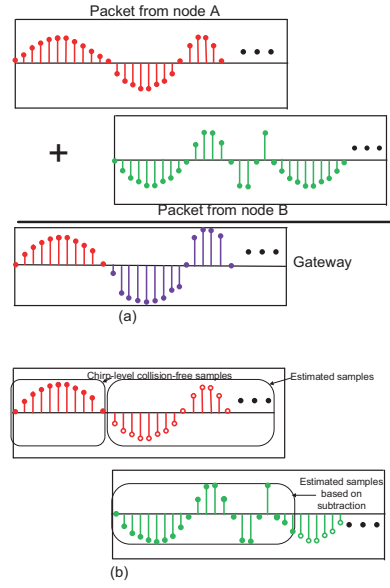 Packet from node A
+
Packet from node B
Gateway
(a)
Chirp-level collision-free samples
Estimated samples
Estimated samples
based on
subtraction
(b)